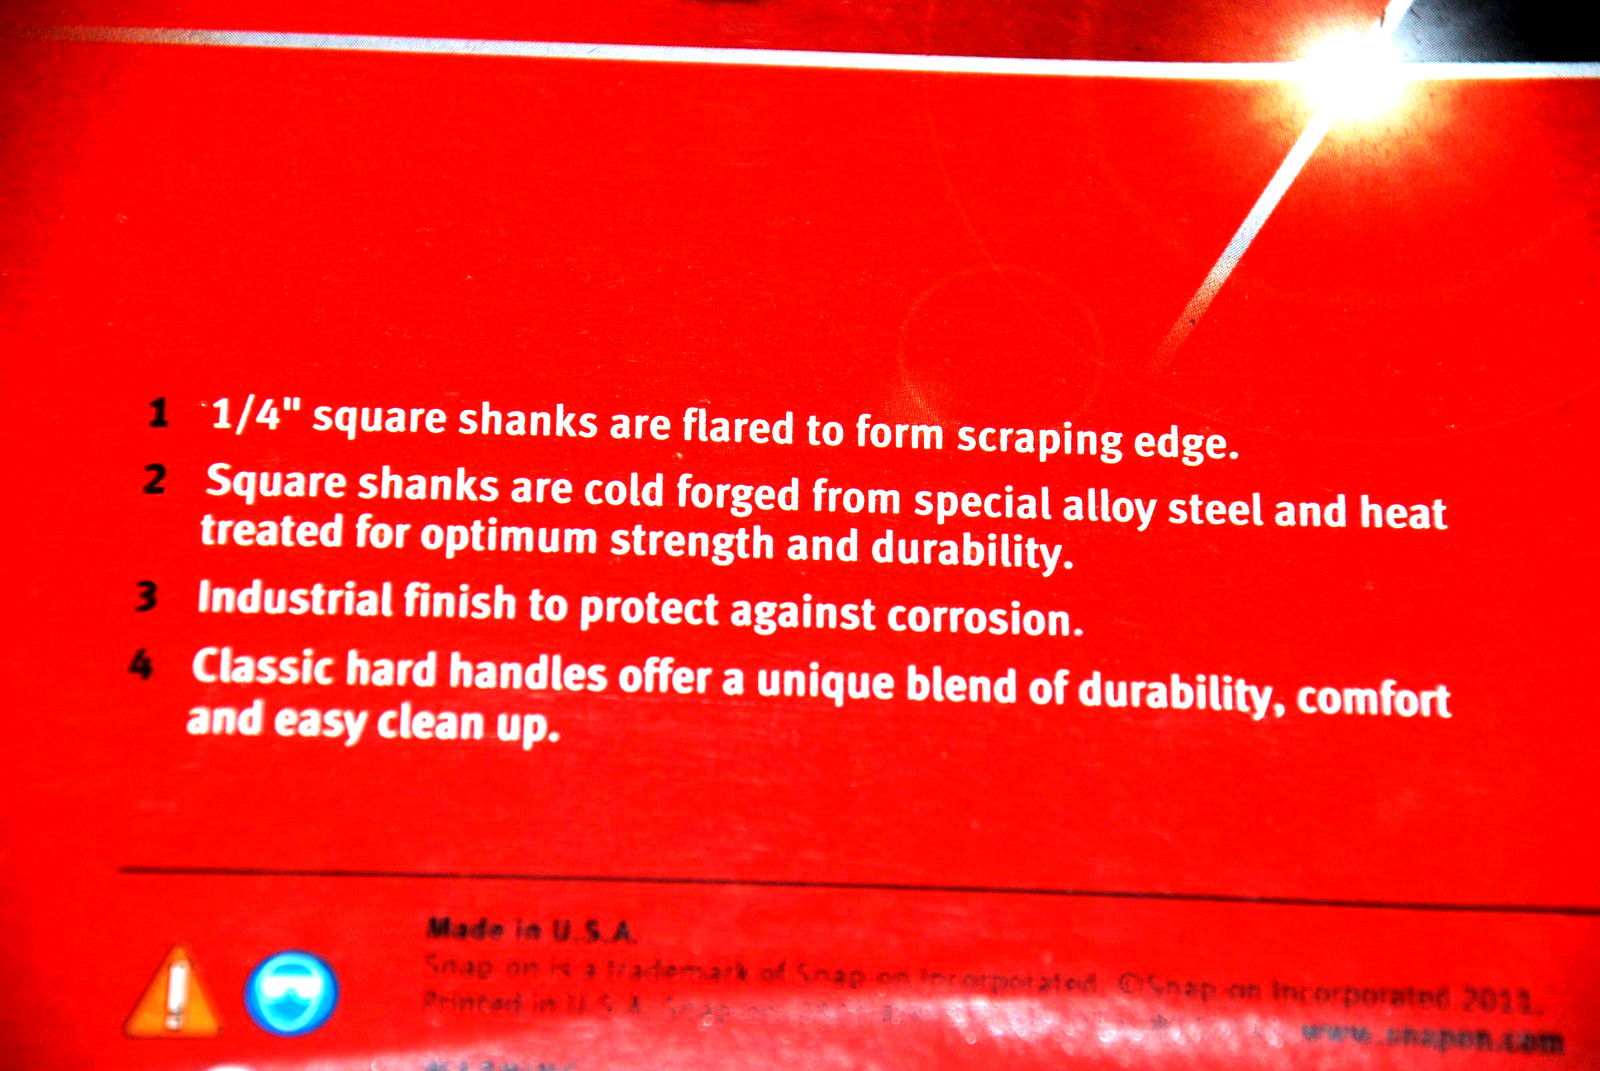 1 1/4" square shanks are flared to form scraping edge.
2 Square shanks are cold forged from special alloy steel and heat
treated for optimum strength and durability.
3 Industrial finish to protect against corrosion.
4 Classic hard handles offer a unique blend of durability, comfort
and easy clean up.
Made in U.S.A.
Snap-on is a trademark of Snap-on Incorporated. ©Snap-on Incorporated 2011.
Printed in U.S.A. Snap-on
www.snapon.com